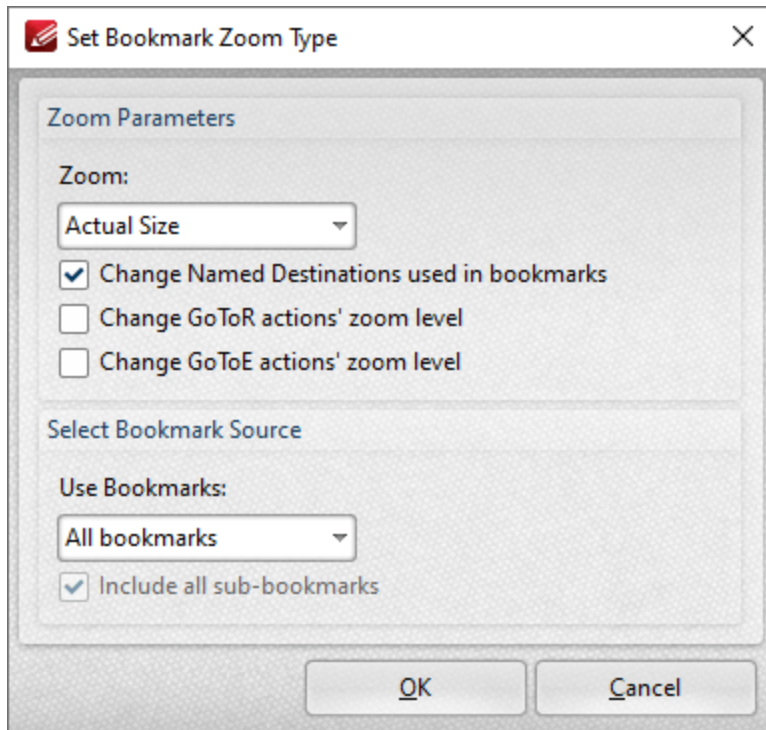 Set Bookmark Zoom Type
Zoom Parameters
Zoom:
Actual Size
Change Named Destinations used in bookmarks
Change GoToR actions' zoom level
Change GoToE actions' zoom level
Select Bookmark Source
Use Bookmarks:
All bookmarks
Include all sub-bookmarks
OK Cancel